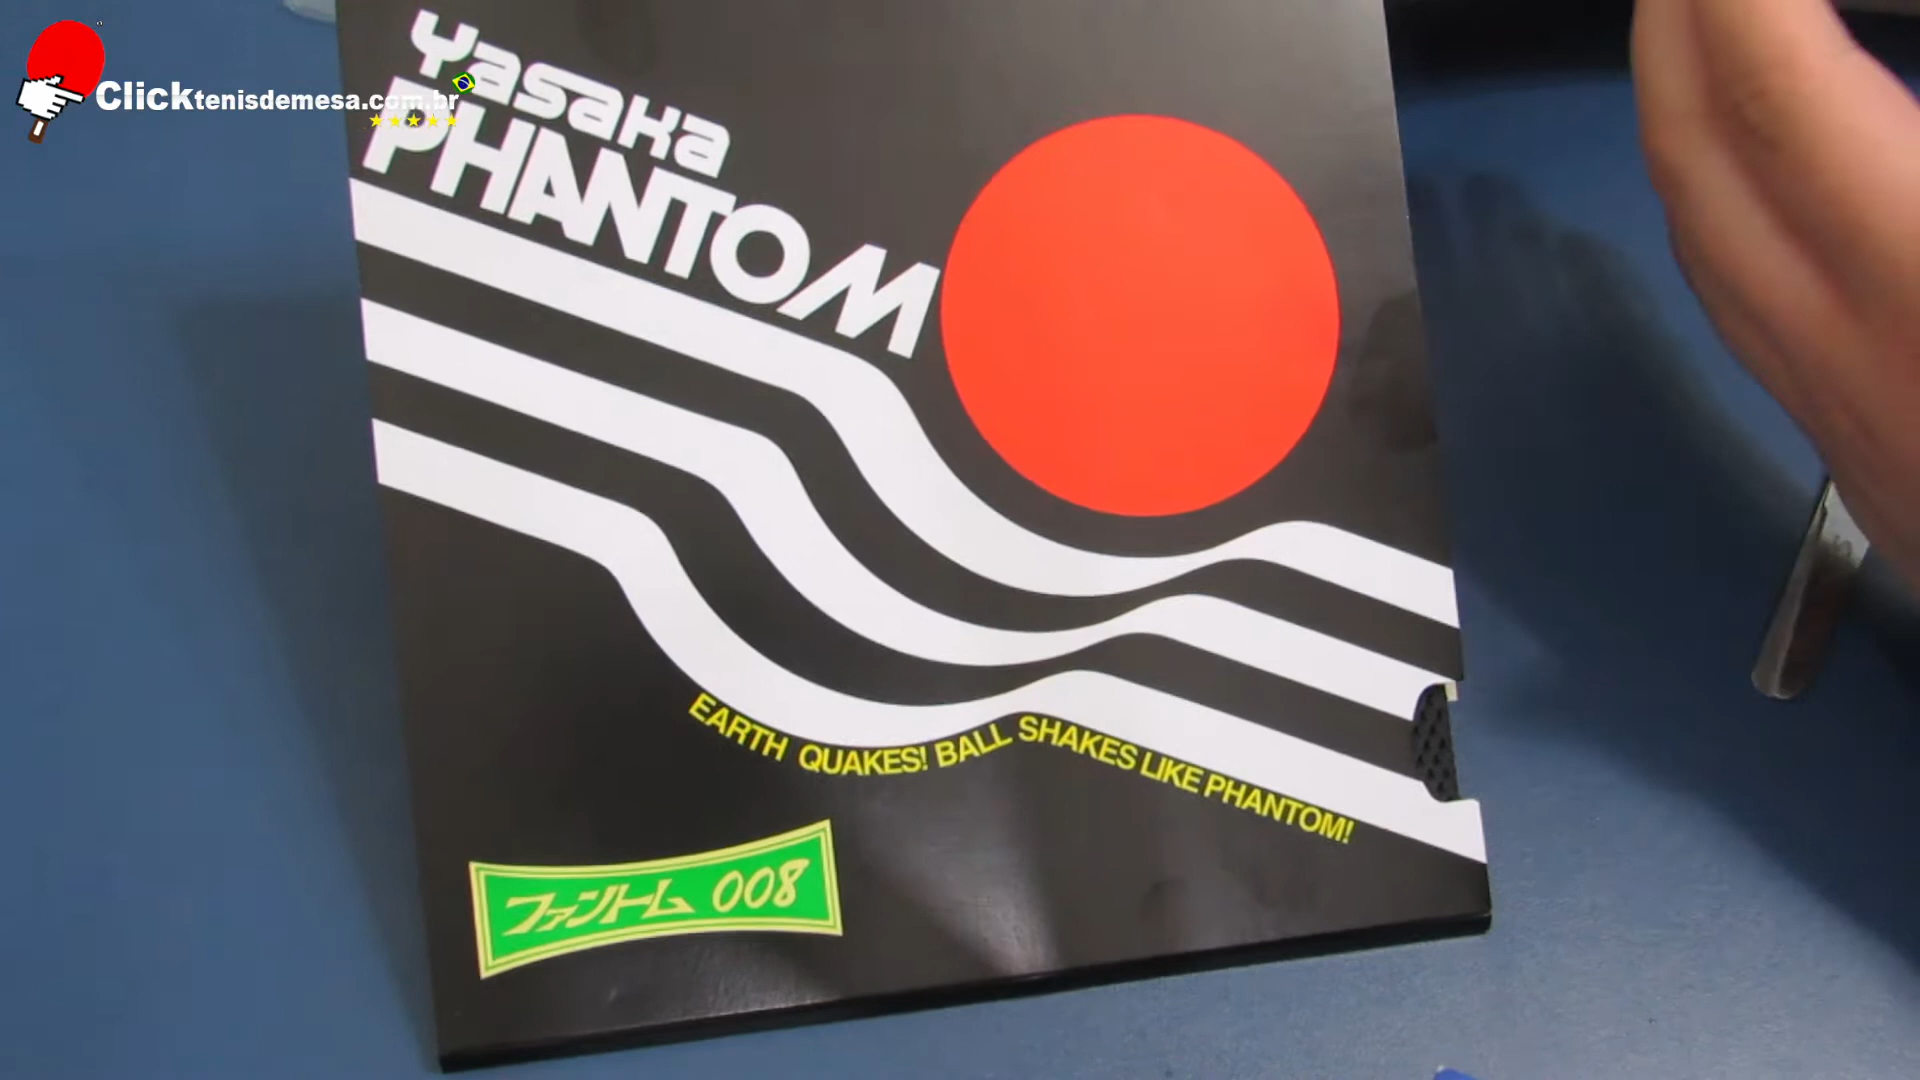 Clicktenisdemesa.com.br
Yasaka
PHANTOM
EARTH QUAKES! BALL SHAKES LIKE PHANTOM!
ファントム 008